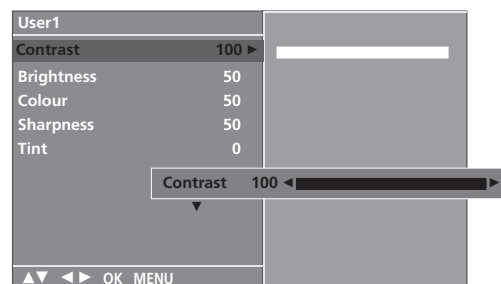 User1
Contrast 100 ►
Brightness 50
Colour 50
Sharpness 50
Tint 0
Contrast 100 ◄ ►
▼
▲▼ ◄► OK MENU